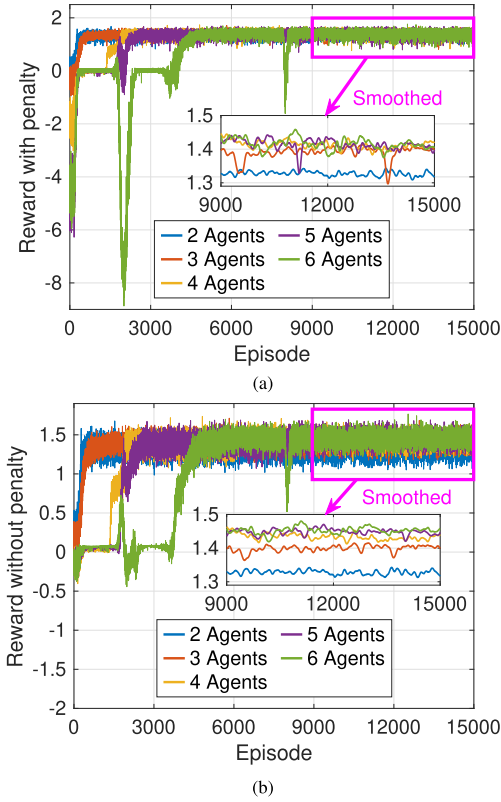 2
0
-2
-4
-6
-8
Reward with penalty
Smoothed
1.5
1.4
1.3
9000 12000 15000
2 Agents 5 Agents
3 Agents 6 Agents
4 Agents
0 3000 6000 9000 12000 15000
Episode
(a)
1.5
1
0.5
0
-0.5
-1
-1.5
-2
Reward without penalty
Smoothed
1.5
1.4
1.3
9000 12000 15000
2 Agents 5 Agents
3 Agents 6 Agents
4 Agents
0 3000 6000 9000 12000 15000
Episode
(b)